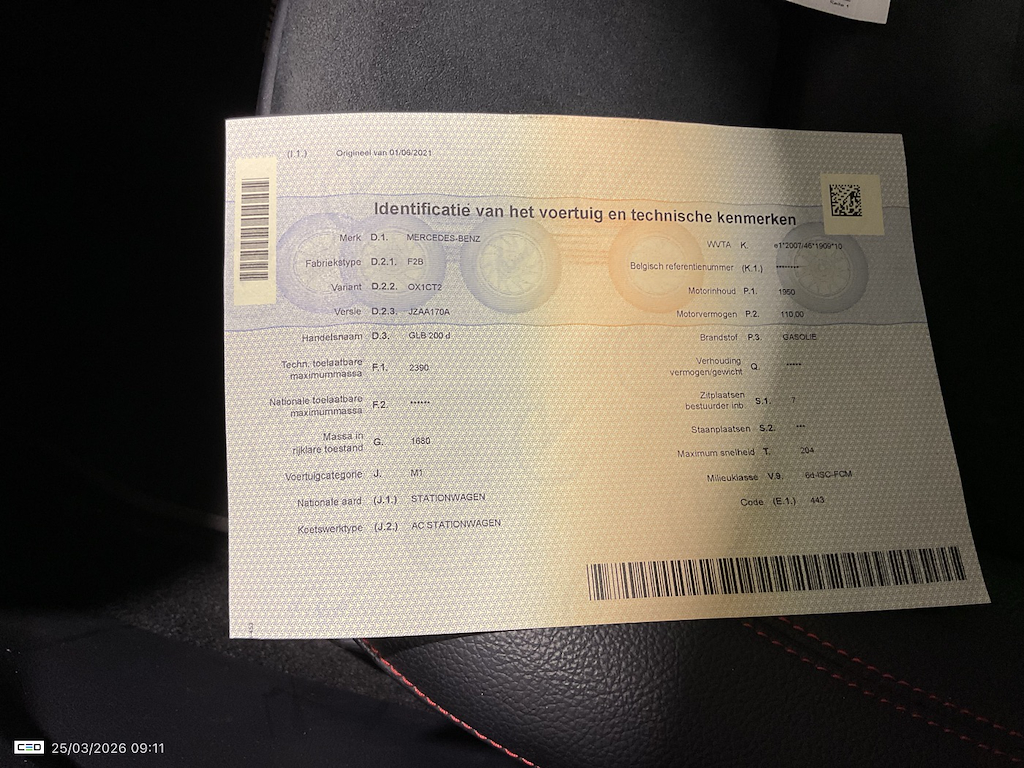 (I.1.) Origineel van 01/06/2021
Identificatie van het voertuig en technische kenmerken
Merk D.1. MERCEDES-BENZ
Fabriekstype D.2.1. F2B
Variant D.2.2. OX1CT2
Versie D.2.3. JZAA170A
Handelsnaam D.3. GLB 200 d
Techn. toelaatbare
maximummassa F.1. 2390
Nationale toelaatbare
maximummassa F.2. ******
Massa in
rijklare toestand G. 1680
Voertuigcategorie J. M1
Nationale aard (J.1.) STATIONWAGEN
Koetswerktype (J.2.) AC STATIONWAGEN
WVTA K. e1*2007/46*1909*10
Belgisch referentienummer (K.1.) ********
Motorinhoud P.1. 1950
Motorvermogen P.2. 110.00
Brandstof P.3. GASOLIE
Verhouding
vermogen/gewicht Q. *****
Zitplaatsen
bestuurder inb. S.1. 7
Staanplaatsen S.2. ***
Maximum snelheid T. 204
Milieuklasse V.9. 6d-ISC-FCM
Code (E.1.) 443
CEO 25/03/2026 09:11